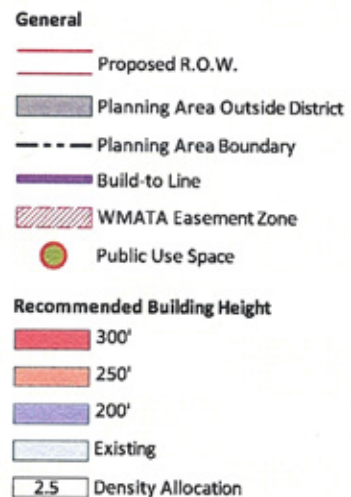 General
Proposed R.O.W.
Planning Area Outside District
Planning Area Boundary
Build-to Line
WMATA Easement Zone
Public Use Space
Recommended Building Height
300'
250'
200'
Existing
2.5 Density Allocation